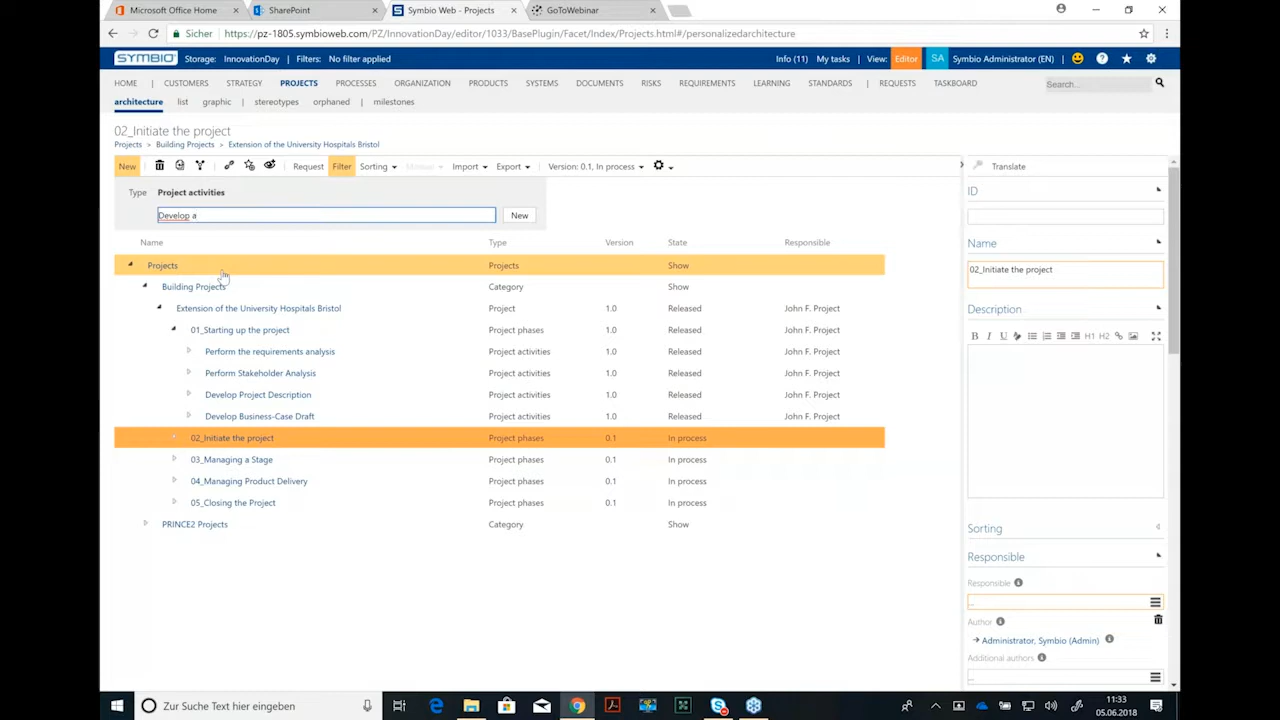 Microsoft Office Home × SharePoint × Symbio Web - Projects × GoToWebinar ×
Sicher https://pz-1805.symbioweb.com/PZ/InnovationDay/editor/1033/BasePlugin/Facet/Index/Projects.html#/personalizedarchitecture
SYMBIO Storage: InnovationDay Filters: No filter applied Info (11) My tasks View: Editor SA Symbio Administrator (EN)
HOME | CUSTOMERS STRATEGY PROJECTS PROCESSES ORGANIZATION PRODUCTS SYSTEMS DOCUMENTS RISKS REQUIREMENTS LEARNING STANDARDS | REQUESTS TASKBOARD Search...
architecture list graphic | stereotypes orphaned | milestones
02_Initiate the project
Projects > Building Projects > Extension of the University Hospitals Bristol
New Request Filter Sorting Manual Import Export Version: 0.1, In process
Translate
Type Project activities
ID
Develop a New
Name Type Version State Responsible
Name
Projects Projects Show
02_Initiate the project
Building Projects Category Show
Extension of the University Hospitals Bristol Project 1.0 Released John F. Project
Description
01_Starting up the project Project phases 1.0 Released John F. Project
B I U H1 H2
Perform the requirements analysis Project activities 1.0 Released John F. Project
Perform Stakeholder Analysis Project activities 1.0 Released John F. Project
Develop Project Description Project activities 1.0 Released John F. Project
Develop Business-Case Draft Project activities 1.0 Released John F. Project
02_Initiate the project Project phases 0.1 In process
03_Managing a Stage Project phases 0.1 In process
04_Managing Product Delivery Project phases 0.1 In process
05_Closing the Project Project phases 0.1 In process
PRINCE2 Projects Category Show
Sorting
Responsible
Responsible
...
Author
Administrator, Symbio (Admin)
Additional authors
...
Zur Suche Text hier eingeben
11:33
05.06.2018